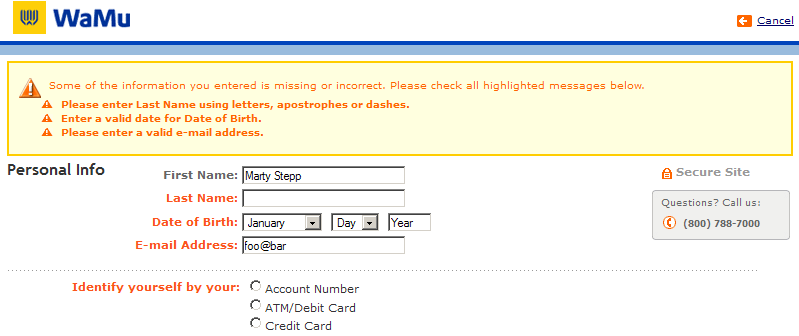 WaMu
Cancel
Some of the information you entered is missing or incorrect. Please check all highlighted messages below.
Please enter Last Name using letters, apostrophes or dashes.
Enter a valid date for Date of Birth.
Please enter a valid e-mail address.
Personal Info
First Name: Marty Stepp
Last Name:
Date of Birth: January Day Year
E-mail Address: foo@bar
Secure Site
Questions? Call us:
(800) 788-7000
Identify yourself by your: Account Number
ATM/Debit Card
Credit Card